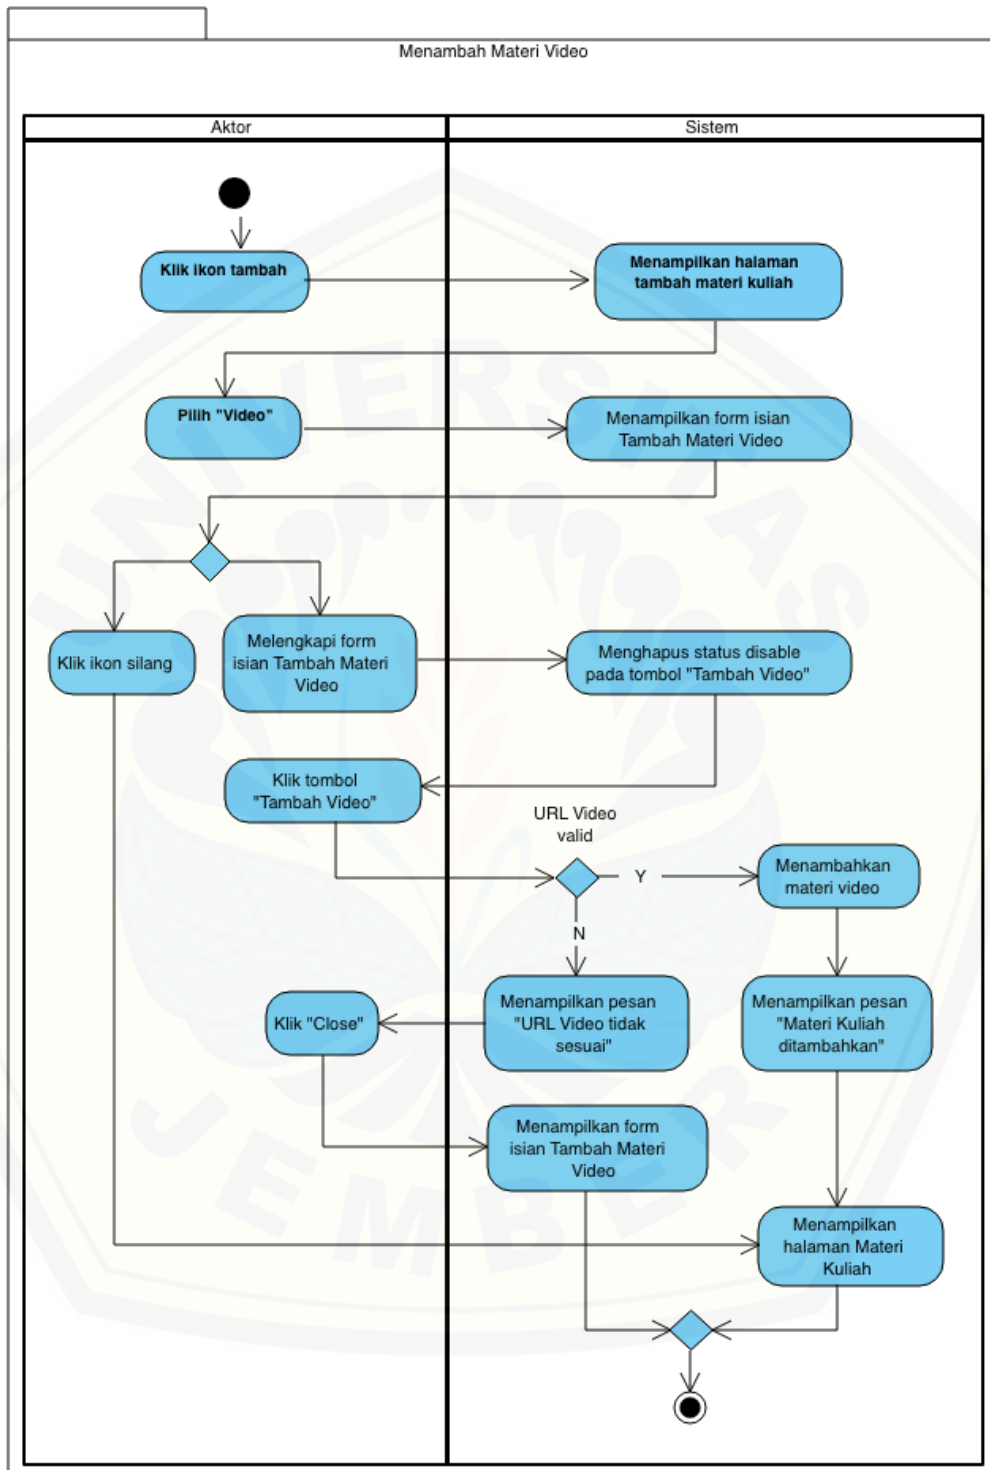 Menambah Materi Video
Aktor
Sistem
Klik ikon tambah
Menampilkan halaman
tambah materi kuliah
Pilih "Video"
Menampilkan form isian
Tambah Materi Video
Klik ikon silang
Melengkapi form
isian Tambah Materi
Video
Menghapus status disable
pada tombol "Tambah Video"
Klik tombol
"Tambah Video"
URL Video
valid
Y
Menambahkan
materi video
N
Klik "Close"
Menampilkan pesan
"URL Video tidak
sesuai"
Menampilkan pesan
"Materi Kuliah
ditambahkan"
Menampilkan form
isian Tambah Materi
Video
Menampilkan
halaman Materi
Kuliah
UNIVERSITAS
JEMBER